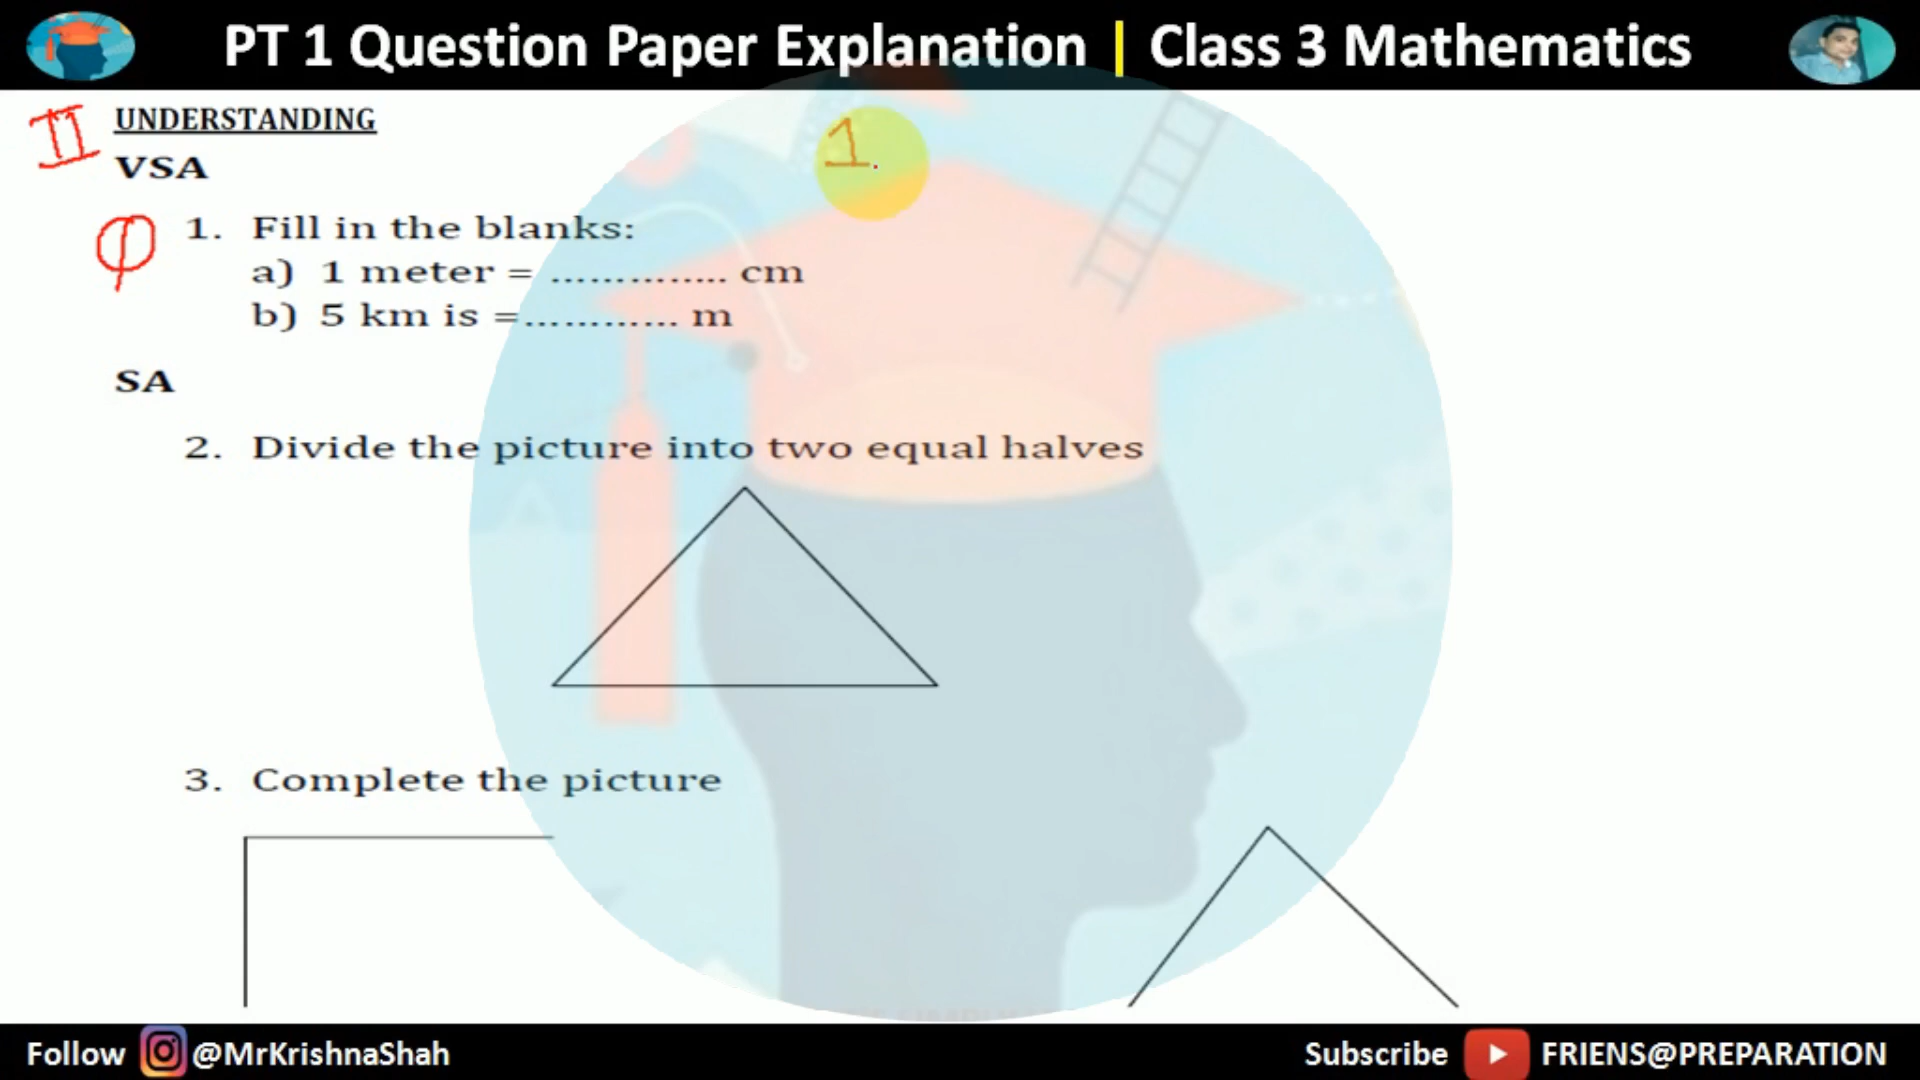 PT 1 Question Paper Explanation | Class 3 Mathematics
II UNDERSTANDING
VSA
1.
1. Fill in the blanks:
a) 1 meter = .............. cm
b) 5 km is =............ m
SA
2. Divide the picture into two equal halves
3. Complete the picture
Follow @MrKrishnaShah
Subscribe FRIENS@PREPARATION